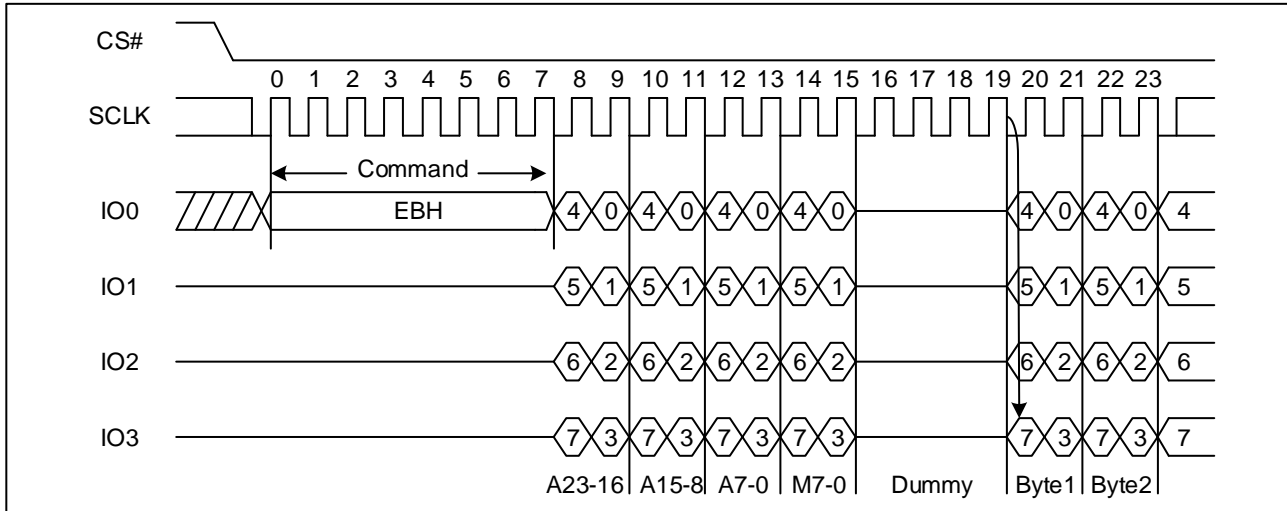 CS#
0 1 2 3 4 5 6 7 8 9 10 11 12 13 14 15 16 17 18 19 20 21 22 23
SCLK
Command
IO0 EBH 4 0 4 0 4 0 4 0 4 0 4 0 4
IO1 5 1 5 1 5 1 5 1 5 1 5 1 5
IO2 6 2 6 2 6 2 6 2 6 2 6 2 6
IO3 7 3 7 3 7 3 7 3 7 3 7 3 7
A23-16 A15-8 A7-0 M7-0 Dummy Byte1 Byte2